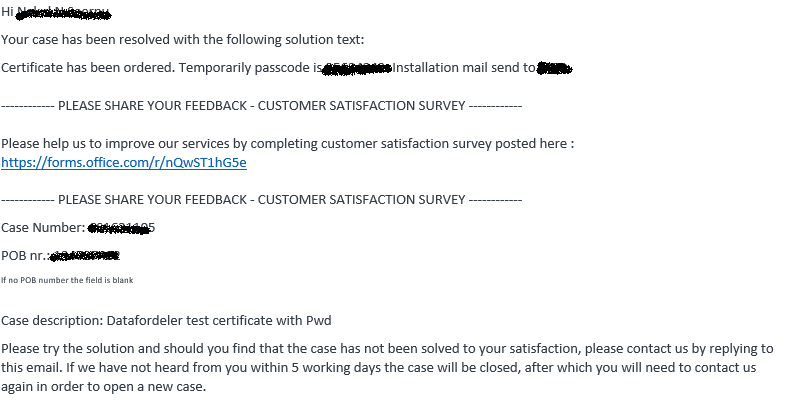 Hi
Your case has been resolved with the following solution text:
Certificate has been ordered. Temporarily passcode is Installation mail send to
------------ PLEASE SHARE YOUR FEEDBACK - CUSTOMER SATISFACTION SURVEY ------------
Please help us to improve our services by completing customer satisfaction survey posted here :
https://forms.office.com/r/nQwST1hG5e
------------ PLEASE SHARE YOUR FEEDBACK - CUSTOMER SATISFACTION SURVEY ------------
Case Number:
POB nr.:
If no POB number the field is blank
Case description: Datafordeler test certificate with Pwd
Please try the solution and should you find that the case has not been solved to your satisfaction, please contact us by replying to
this email. If we have not heard from you within 5 working days the case will be closed, after which you will need to contact us
again in order to open a new case.